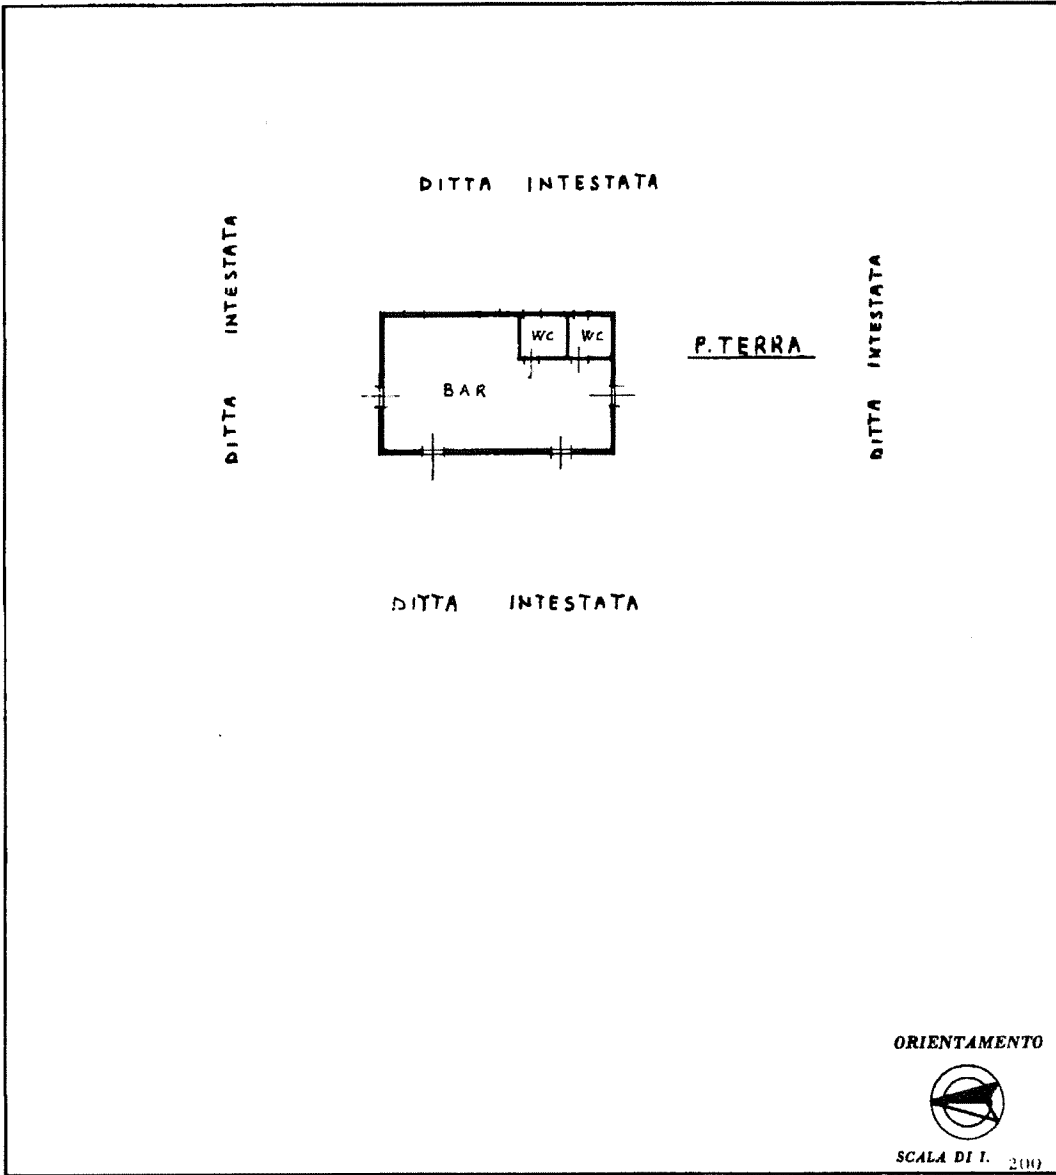 DITTA INTESTATA
DITTA INTESTATA
DITTA INTESTATA
WC WC
P. TERRA
BAR
DITTA INTESTATA
ORIENTAMENTO
SCALA DI 1. 200